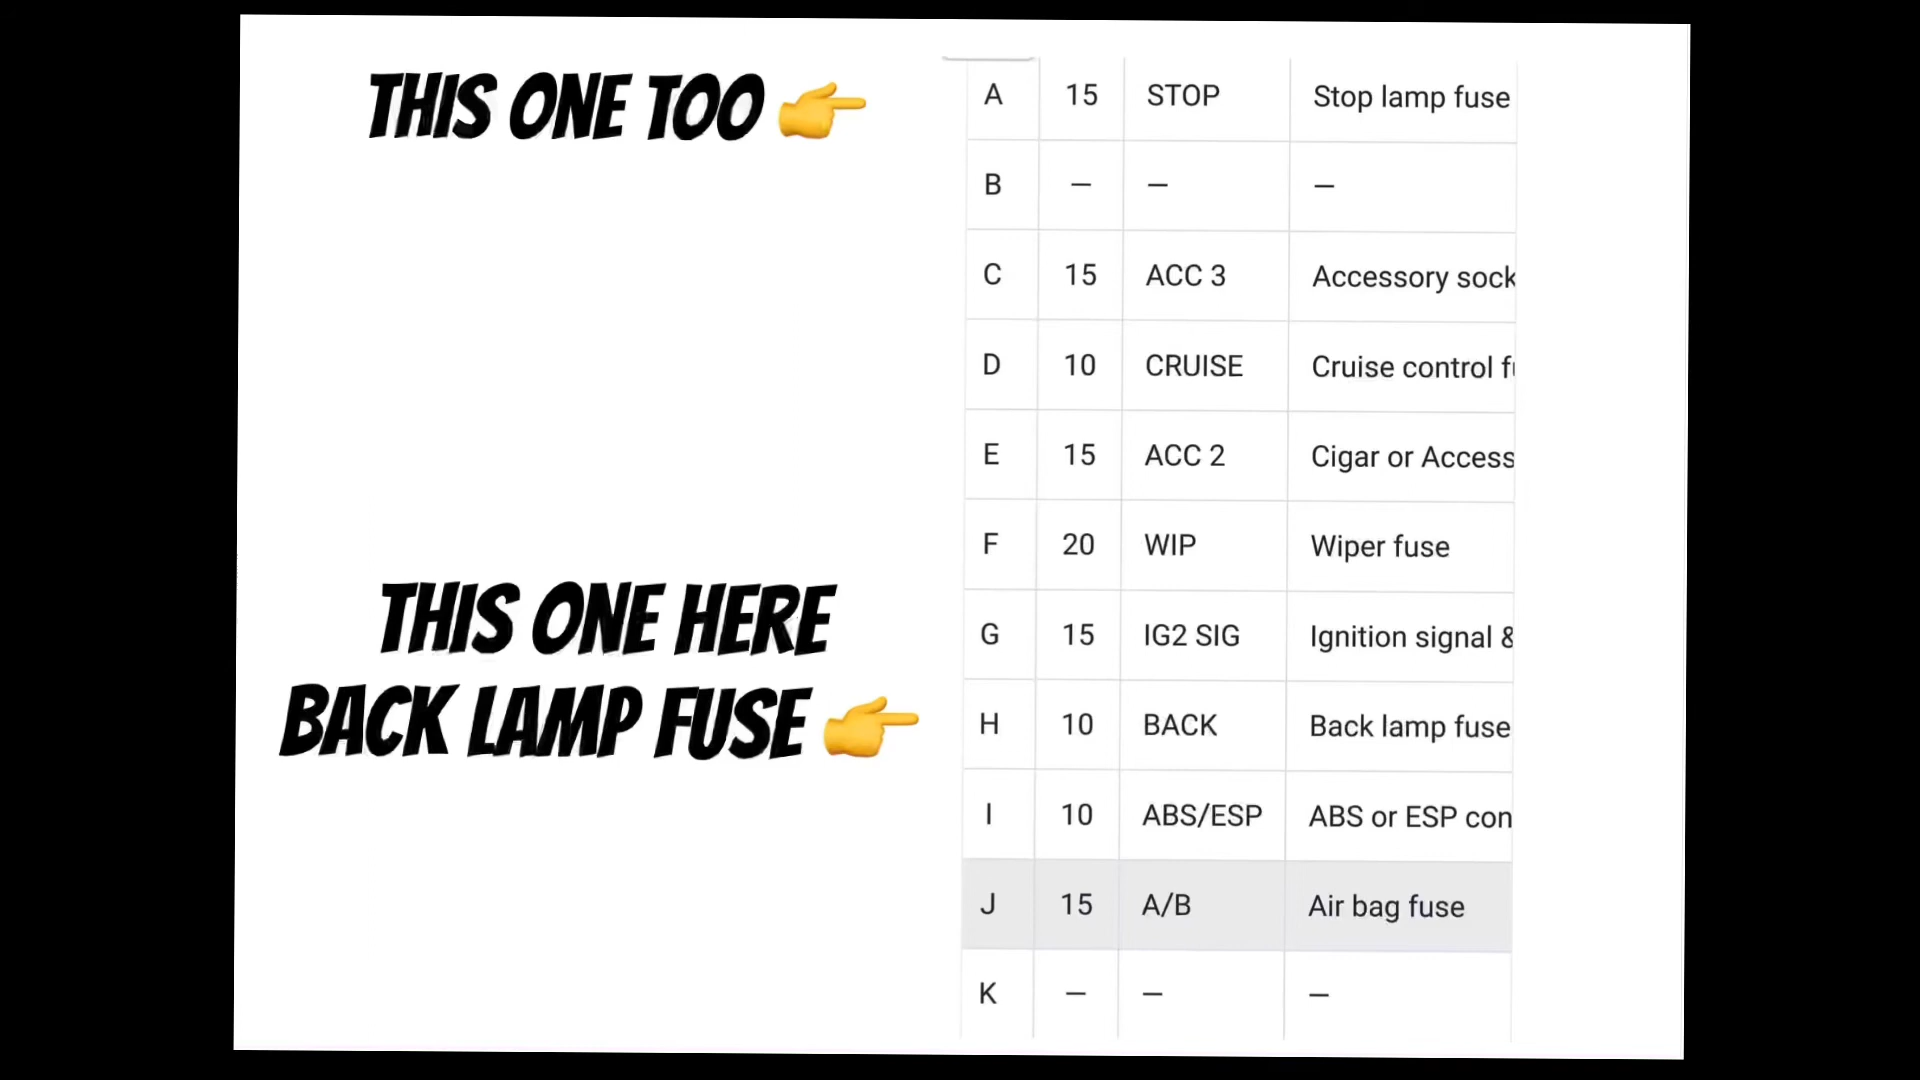 THIS ONE TOO 👉
A 15 STOP Stop lamp fuse
B – – –
C 15 ACC 3 Accessory sock
D 10 CRUISE Cruise control f
E 15 ACC 2 Cigar or Access
F 20 WIP Wiper fuse
G 15 IG2 SIG Ignition signal &
THIS ONE HERE
BACK LAMP FUSE 👉
H 10 BACK Back lamp fuse
I 10 ABS/ESP ABS or ESP con
J 15 A/B Air bag fuse
K – – –